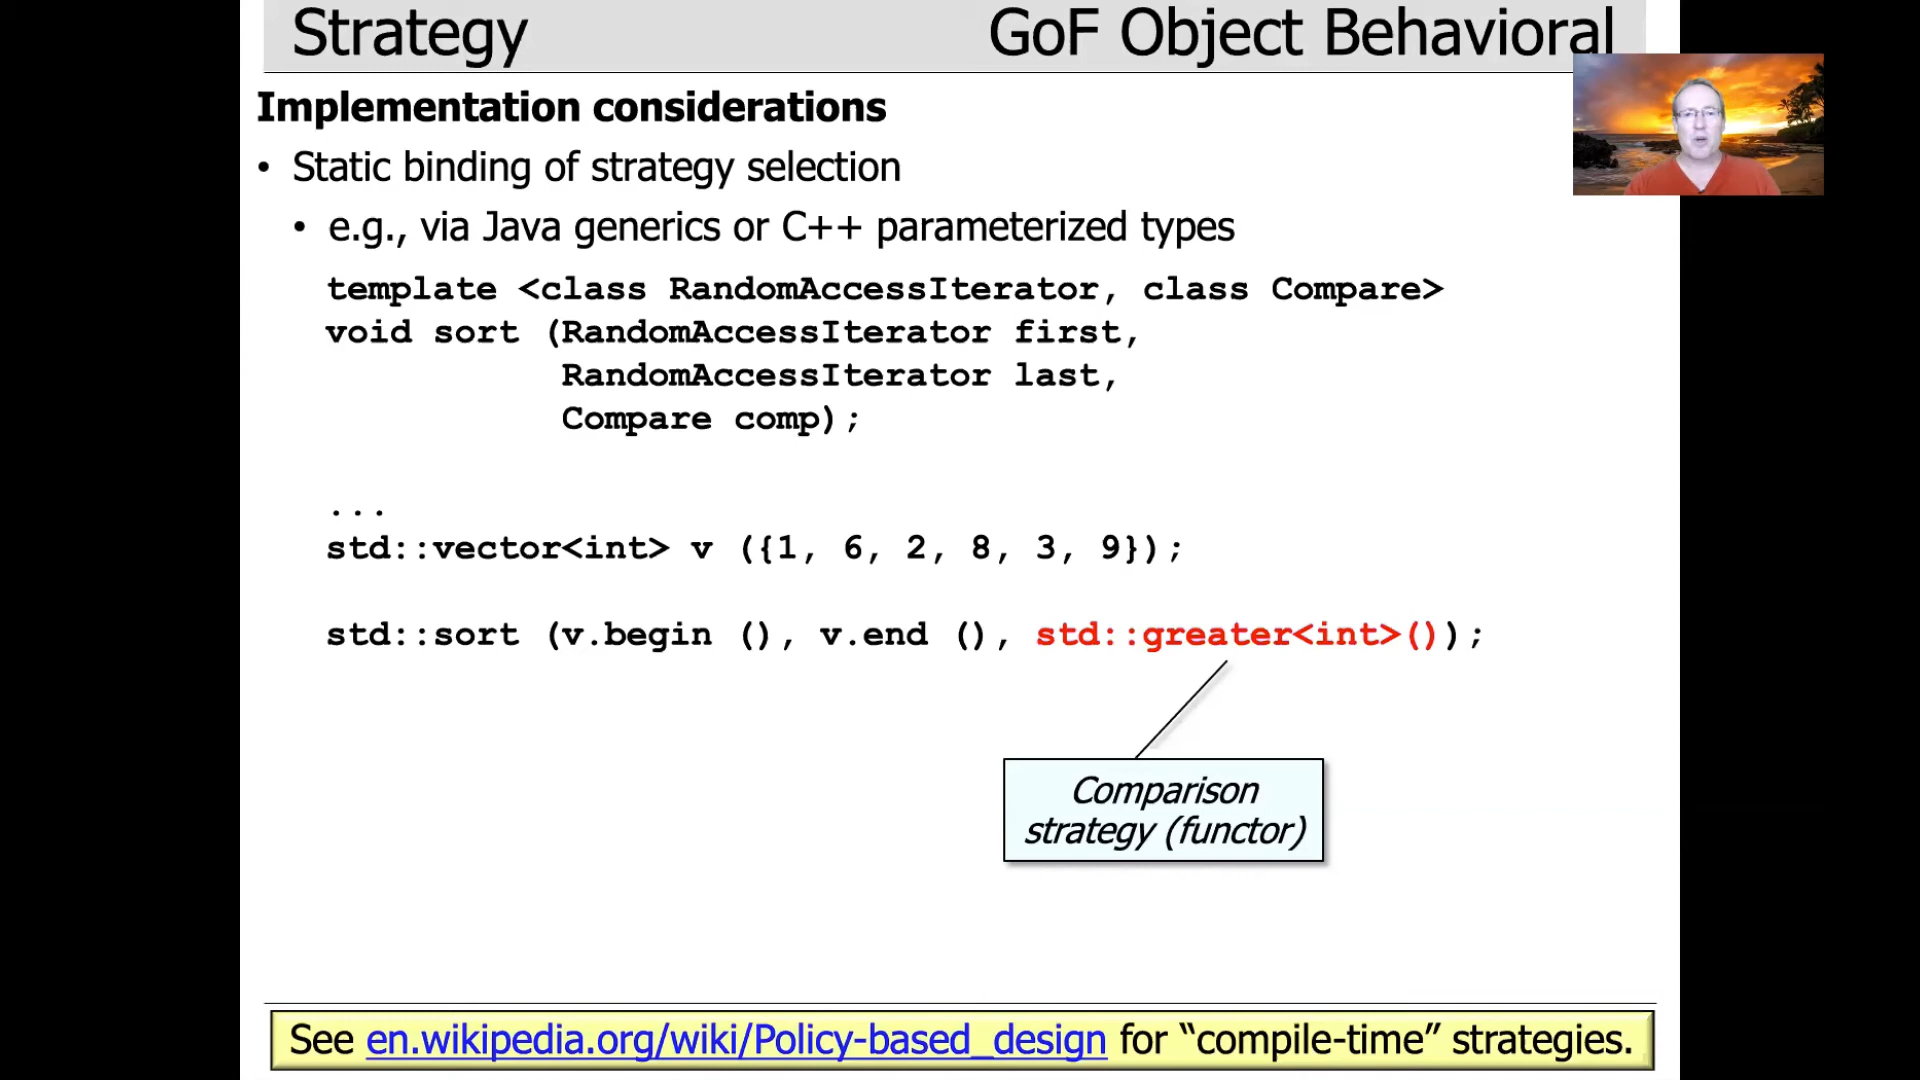 Strategy GoF Object Behavioral
Implementation considerations
• Static binding of strategy selection
• e.g., via Java generics or C++ parameterized types
template <class RandomAccessIterator, class Compare>
void sort (RandomAccessIterator first,
RandomAccessIterator last,
Compare comp);
...
std::vector<int> v ({1, 6, 2, 8, 3, 9});
std::sort (v.begin (), v.end (), std::greater<int>());
Comparison
strategy (functor)
See en.wikipedia.org/wiki/Policy-based_design for “compile-time” strategies.